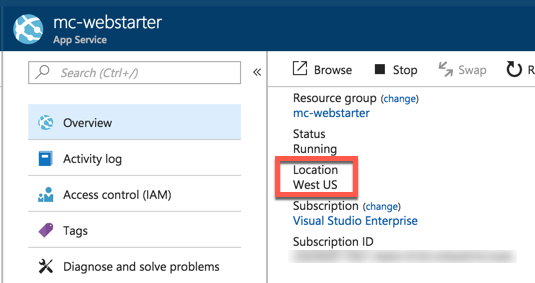 mc-webstarter
App Service
Search (Ctrl+/)
«
Overview
Activity log
Access control (IAM)
Tags
Diagnose and solve problems
Browse Stop Swap R
Resource group (change)
mc-webstarter
Status
Running
Location
West US
Subscription (change)
Visual Studio Enterprise
Subscription ID